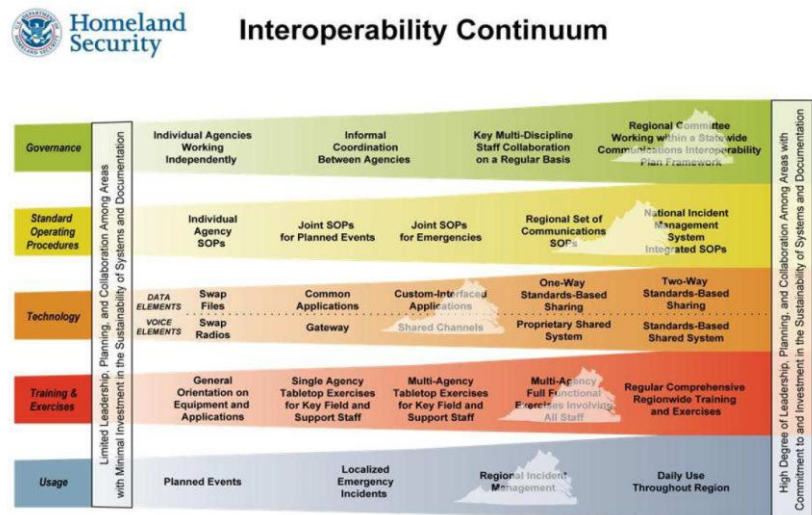 U.S. DEPARTMENT OF
HOMELAND SECURITY
Homeland
Security
Interoperability Continuum
Limited Leadership, Planning, and Collaboration Among Areas
with Minimal Investment in the Sustainability of Systems and Documentation
High Degree of Leadership, Planning, and Collaboration Among Areas with
Commitment to and Investment in the Sustainability of Systems and Documentation
Governance
Individual Agencies
Working
Independently
Informal
Coordination
Between Agencies
Key Multi-Discipline
Staff Collaboration
on a Regular Basis
Regional Committee
Working within a Statewide
Communications Interoperability
Plan Framework
Standard
Operating
Procedures
Individual
Agency
SOPs
Joint SOPs
for Planned Events
Joint SOPs
for Emergencies
Regional Set of
Communications
SOPs
National Incident
Management
System
Integrated SOPs
Technology
DATA
ELEMENTS
Swap
Files
Common
Applications
Custom-Interfaced
Applications
One-Way
Standards-Based
Sharing
Two-Way
Standards-Based
Sharing
VOICE
ELEMENTS
Swap
Radios
Gateway
Shared Channels
Proprietary Shared
System
Standards-Based
Shared System
Training &
Exercises
General
Orientation on
Equipment and
Applications
Single Agency
Tabletop Exercises
for Key Field and
Support Staff
Multi-Agency
Tabletop Exercises
for Key Field and
Support Staff
Multi-Agency
Full Functional
Exercises Involving
All Staff
Regular Comprehensive
Regionwide Training
and Exercises
Usage
Planned Events
Localized
Emergency
Incidents
Regional Incident
Management
Daily Use
Throughout Region